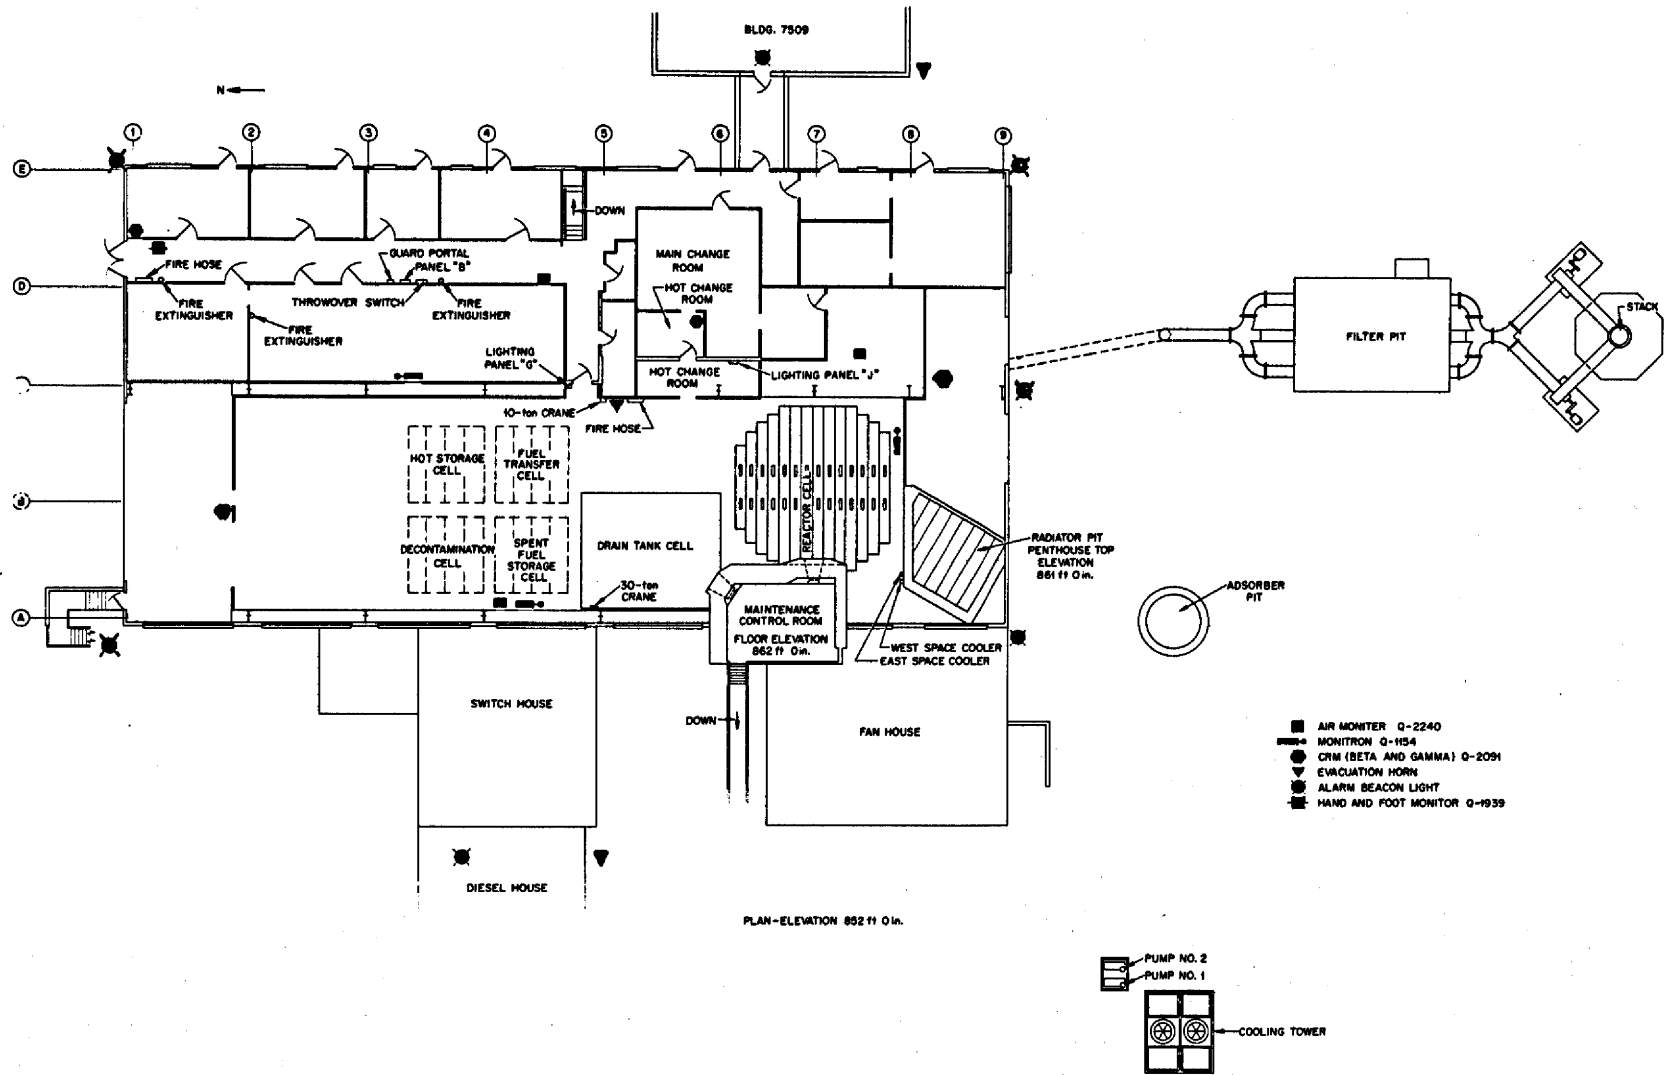 BLDG. 7509
N
1 2 3 4 5 6 7 8 9
E
DOWN
GUARD PORTAL
PANEL "B"
MAIN CHANGE
ROOM
FIRE HOSE
D
THROWOVER SWITCH
HOT CHANGE
ROOM
FIRE
EXTINGUISHER
FIRE
EXTINGUISHER
FIRE
EXTINGUISHER
STACK
FILTER PIT
LIGHTING
PANEL "G"
HOT CHANGE
ROOM
LIGHTING PANEL "J"
10-ton CRANE
FIRE HOSE
HOT STORAGE
CELL
FUEL
TRANSFER
CELL
REACTOR CELL
B
DECONTAMINATION
CELL
SPENT
FUEL
STORAGE
CELL
DRAIN TANK CELL
RADIATOR PIT
PENTHOUSE TOP
ELEVATION
861 ft 0 in.
30-ton
CRANE
ADSORBER
PIT
A
MAINTENANCE
CONTROL ROOM
FLOOR ELEVATION
862 ft 0 in.
WEST SPACE COOLER
EAST SPACE COOLER
SWITCH HOUSE
DOWN
FAN HOUSE
AIR MONITER Q-2240
MONITRON Q-1154
CRM (BETA AND GAMMA) Q-2091
EVACUATION HORN
ALARM BEACON LIGHT
HAND AND FOOT MONITOR Q-1939
DIESEL HOUSE
PLAN-ELEVATION 852 ft 0 in.
PUMP NO. 2
PUMP NO. 1
COOLING TOWER